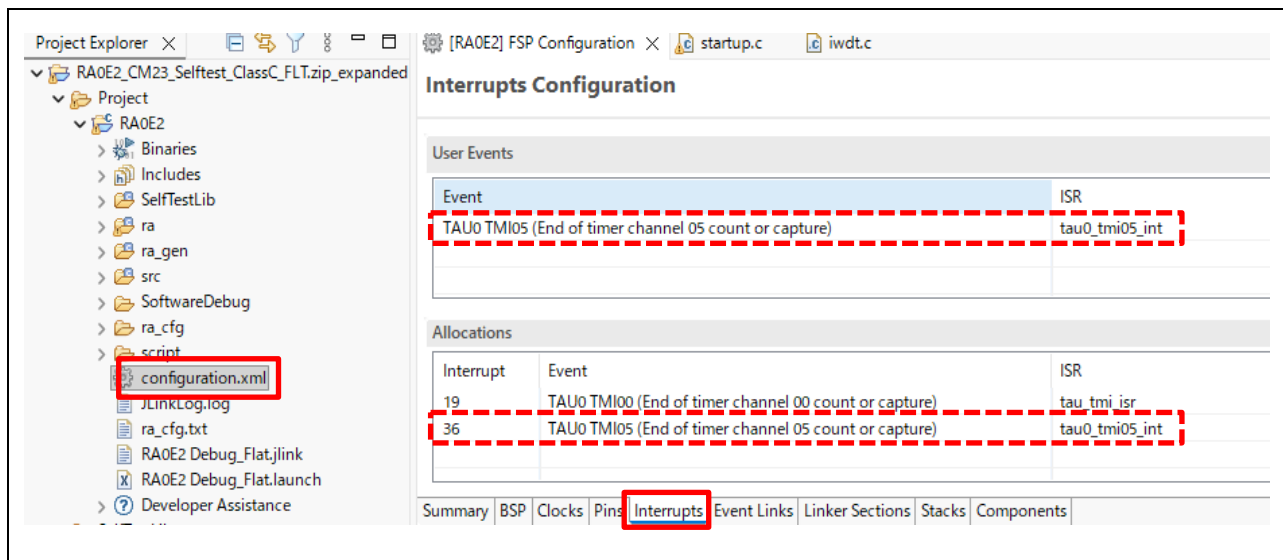 Project Explorer
RA0E2_CM23_Selftest_ClassC_FLT.zip_expanded
Project
RA0E2
Binaries
Includes
SelfTestLib
ra
ra_gen
src
SoftwareDebug
ra_cfg
script
configuration.xml
JLinkLog.log
ra_cfg.txt
RA0E2 Debug_Flat.jlink
RA0E2 Debug_Flat.launch
Developer Assistance
[RA0E2] FSP Configuration startup.c iwdt.c
Interrupts Configuration
User Events
Event ISR
TAU0 TMI05 (End of timer channel 05 count or capture) tau0_tmi05_int
Allocations
Interrupt Event ISR
19 TAU0 TMI00 (End of timer channel 00 count or capture) tau_tmi_isr
36 TAU0 TMI05 (End of timer channel 05 count or capture) tau0_tmi05_int
Summary BSP Clocks Pins Interrupts Event Links Linker Sections Stacks Components